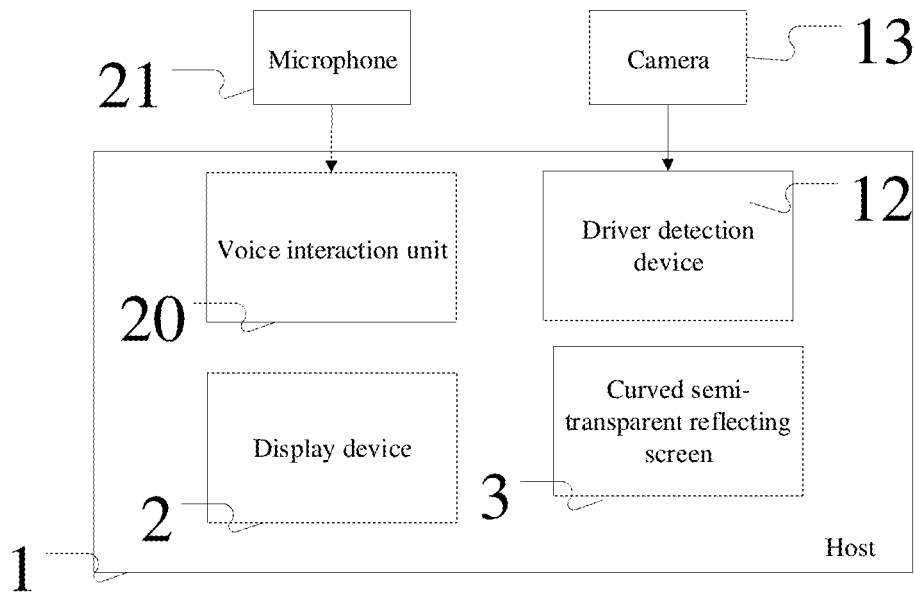 Microphone
Camera
13
21
Voice interaction unit
Driver detection
device
12
20
Display device
Curved semi-
transparent reflecting
screen
2
3
Host
1